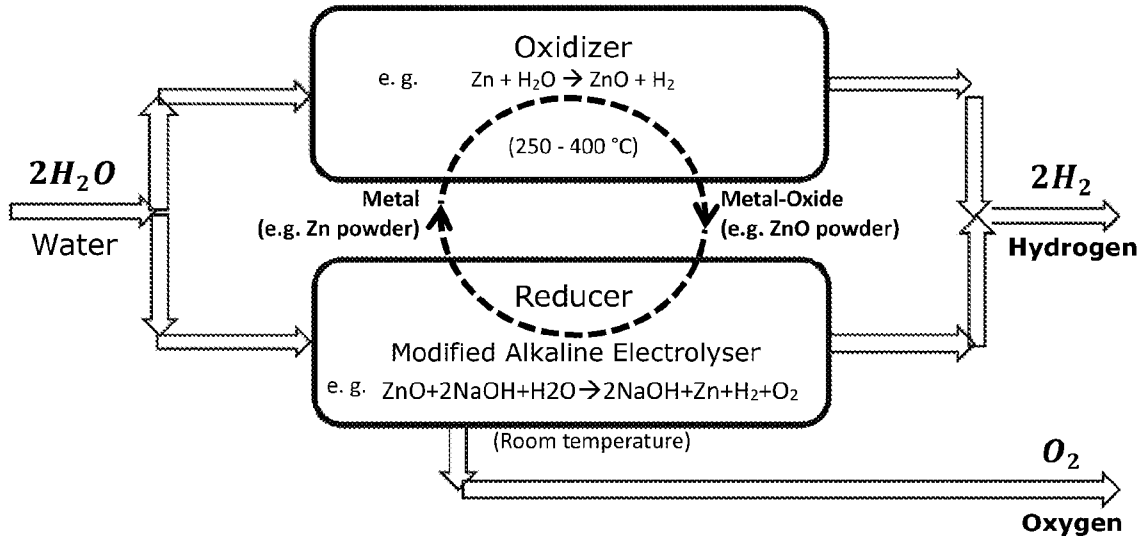 Oxidizer
e. g. Zn + H₂O → ZnO + H₂
(250 - 400 °C)
2H₂O
Water
Metal
(e.g. Zn powder)
Metal-Oxide
(e.g. ZnO powder)
2H₂
Hydrogen
Reducer
Modified Alkaline Electrolyser
e. g. ZnO+2NaOH+H2O→2NaOH+Zn+H₂+O₂
(Room temperature)
O₂
Oxygen